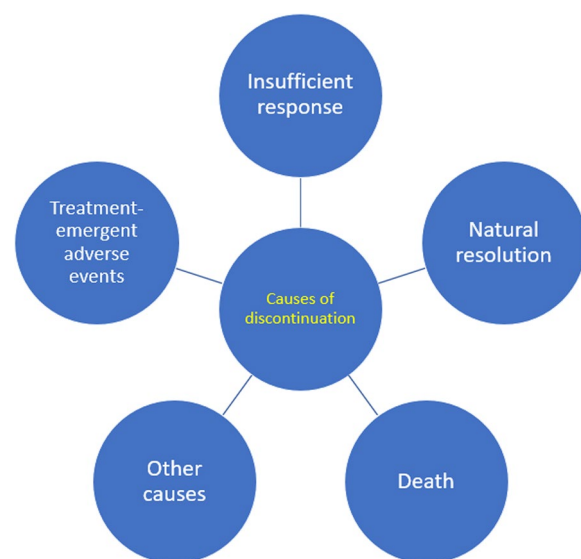 Insufficient
response
Treatment-
emergent
adverse
events
Natural
resolution
Causes of
discontinuation
Other
causes
Death